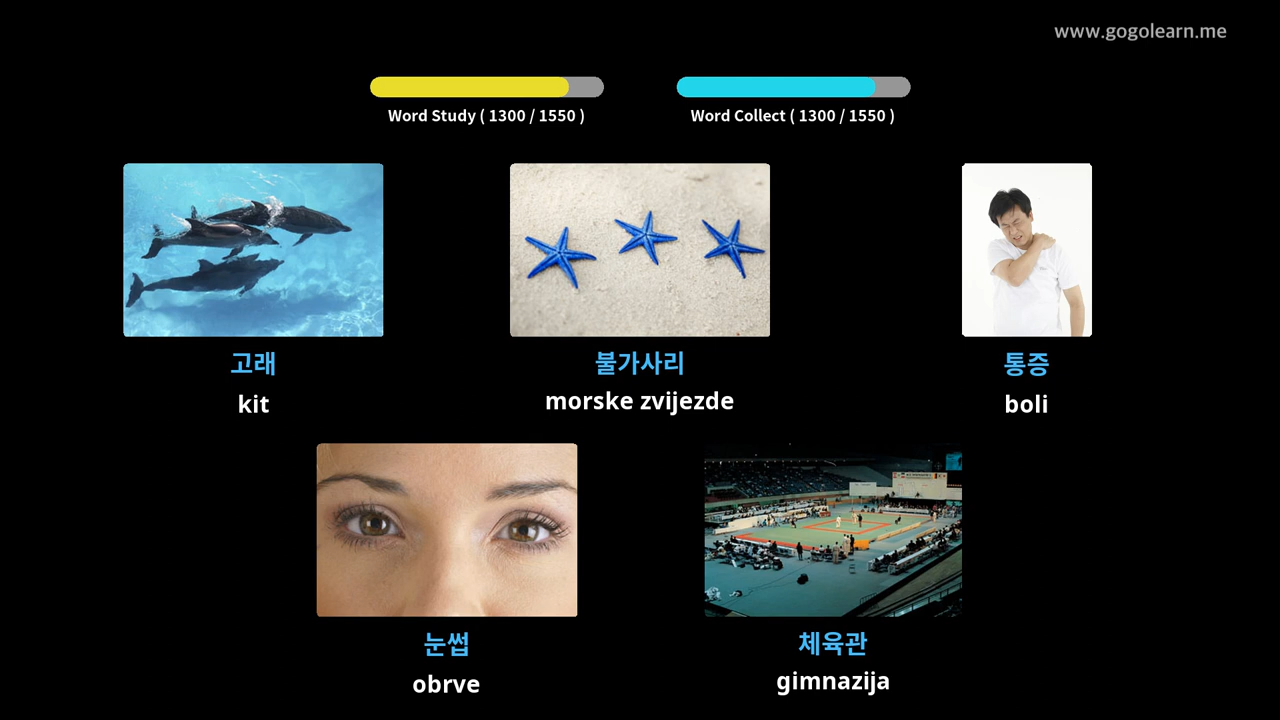 www.gogolearn.me
Word Study ( 1300 / 1550 )
Word Collect ( 1300 / 1550 )
고래
kit
불가사리
morske zvijezde
통증
boli
눈썹
obrve
체육관
gimnazija